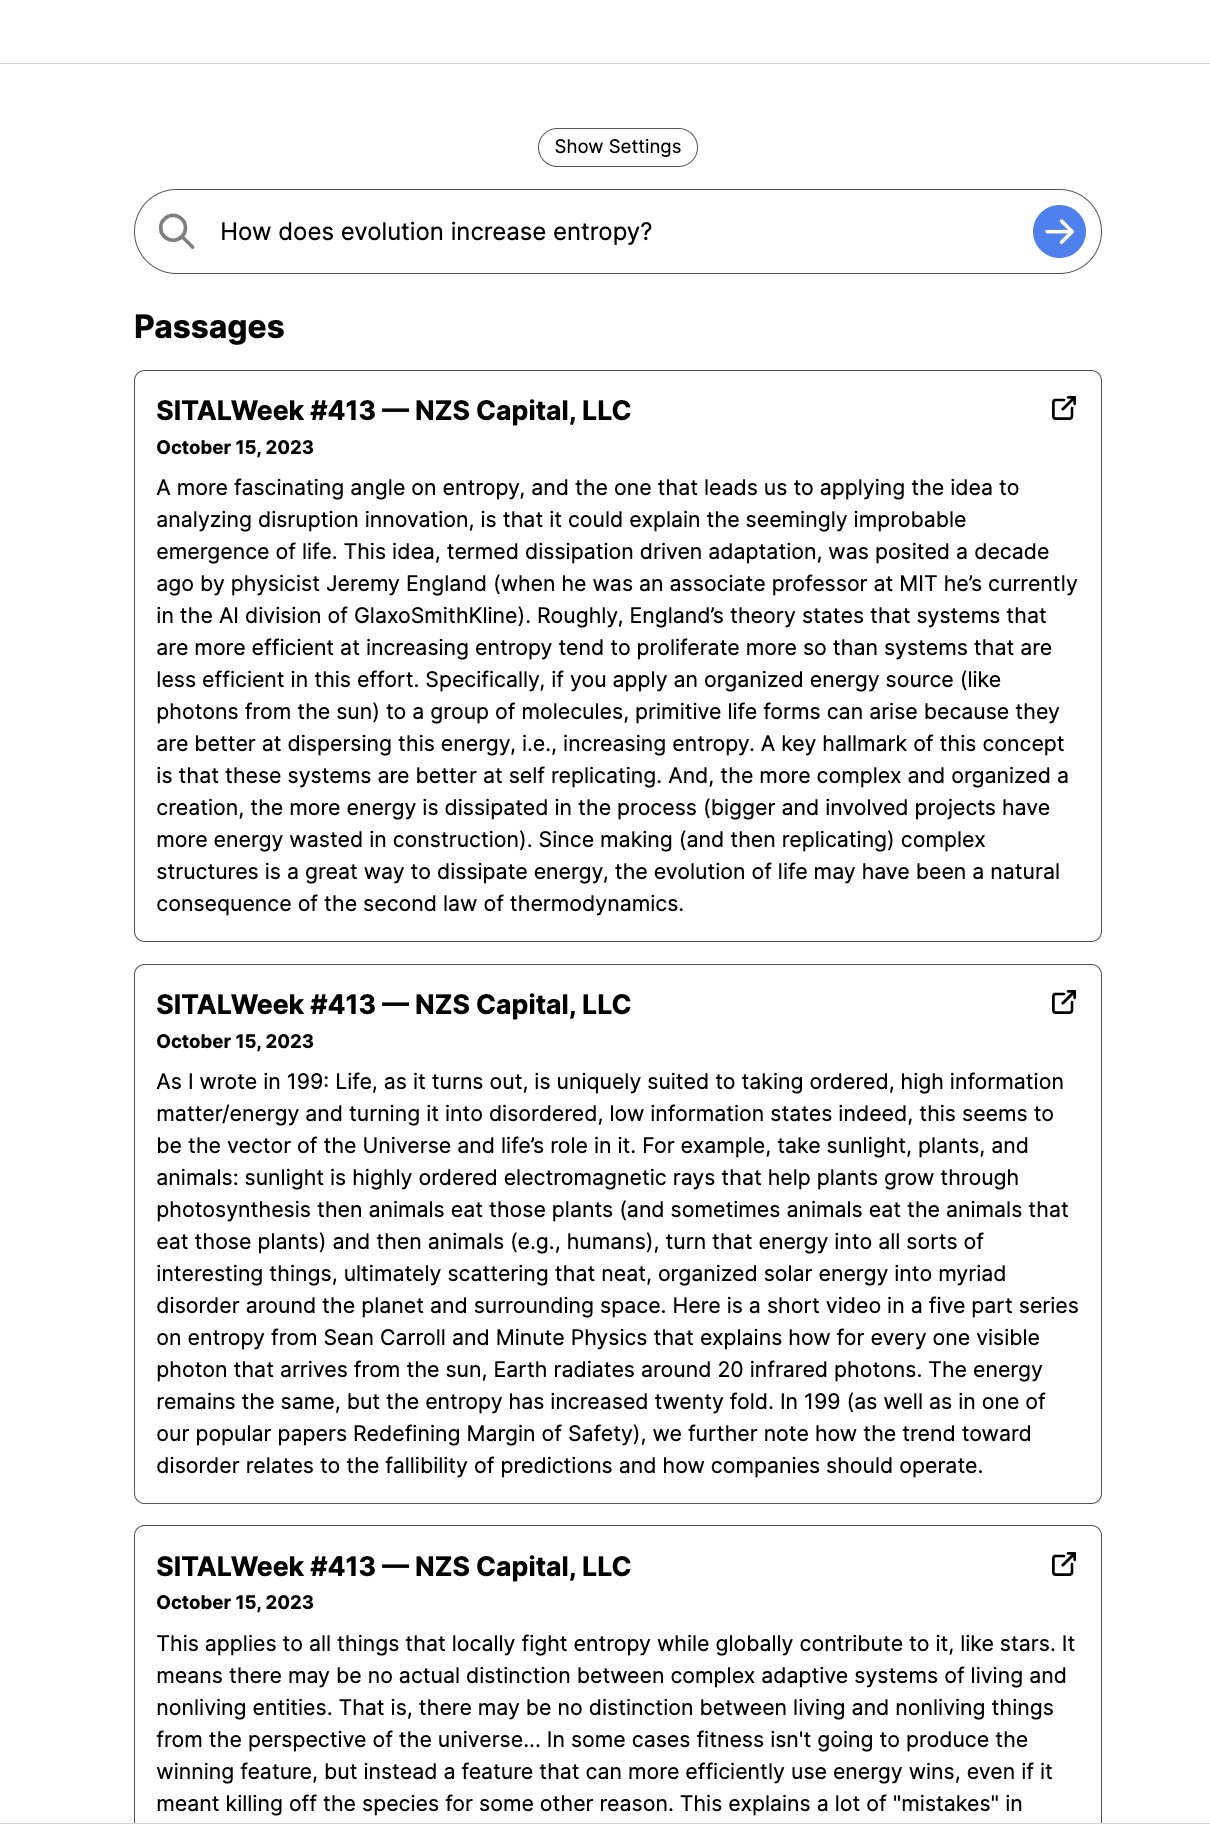 Show Settings
How does evolution increase entropy?
Passages
SITALWeek #413 — NZS Capital, LLC
October 15, 2023
A more fascinating angle on entropy, and the one that leads us to applying the idea to
analyzing disruption innovation, is that it could explain the seemingly improbable
emergence of life. This idea, termed dissipation driven adaptation, was posited a decade
ago by physicist Jeremy England (when he was an associate professor at MIT he’s currently
in the AI division of GlaxoSmithKline). Roughly, England’s theory states that systems that
are more efficient at increasing entropy tend to proliferate more so than systems that are
less efficient in this effort. Specifically, if you apply an organized energy source (like
photons from the sun) to a group of molecules, primitive life forms can arise because they
are better at dispersing this energy, i.e., increasing entropy. A key hallmark of this concept
is that these systems are better at self replicating. And, the more complex and organized a
creation, the more energy is dissipated in the process (bigger and involved projects have
more energy wasted in construction). Since making (and then replicating) complex
structures is a great way to dissipate energy, the evolution of life may have been a natural
consequence of the second law of thermodynamics.
SITALWeek #413 — NZS Capital, LLC
October 15, 2023
As I wrote in 199: Life, as it turns out, is uniquely suited to taking ordered, high information
matter/energy and turning it into disordered, low information states indeed, this seems to
be the vector of the Universe and life’s role in it. For example, take sunlight, plants, and
animals: sunlight is highly ordered electromagnetic rays that help plants grow through
photosynthesis then animals eat those plants (and sometimes animals eat the animals that
eat those plants) and then animals (e.g., humans), turn that energy into all sorts of
interesting things, ultimately scattering that neat, organized solar energy into myriad
disorder around the planet and surrounding space. Here is a short video in a five part series
on entropy from Sean Carroll and Minute Physics that explains how for every one visible
photon that arrives from the sun, Earth radiates around 20 infrared photons. The energy
remains the same, but the entropy has increased twenty fold. In 199 (as well as in one of
our popular papers Redefining Margin of Safety), we further note how the trend toward
disorder relates to the fallibility of predictions and how companies should operate.
SITALWeek #413 — NZS Capital, LLC
October 15, 2023
This applies to all things that locally fight entropy while globally contribute to it, like stars. It
means there may be no actual distinction between complex adaptive systems of living and
nonliving entities. That is, there may be no distinction between living and nonliving things
from the perspective of the universe... In some cases fitness isn't going to produce the
winning feature, but instead a feature that can more efficiently use energy wins, even if it
meant killing off the species for some other reason. This explains a lot of "mistakes" in